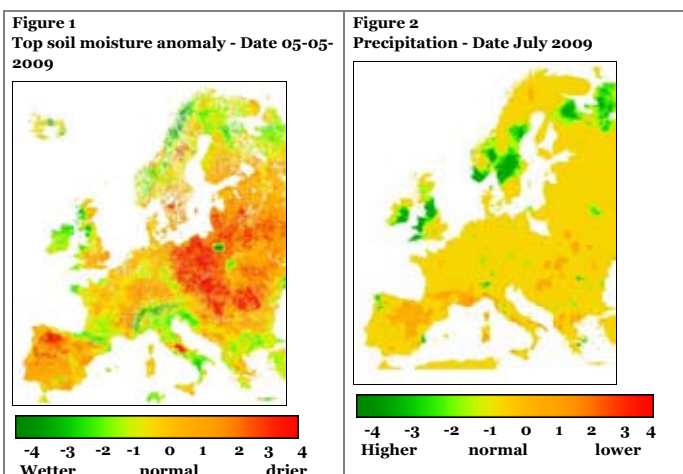 Figure 1
Top soil moisture anomaly - Date 05-05-
2009
-4 -3 -2 -1 0 1 2 3 4
Wetter normal drier
Figure 2
Precipitation - Date July 2009
-4 -3 -2 -1 0 1 2 3 4
Higher normal lower